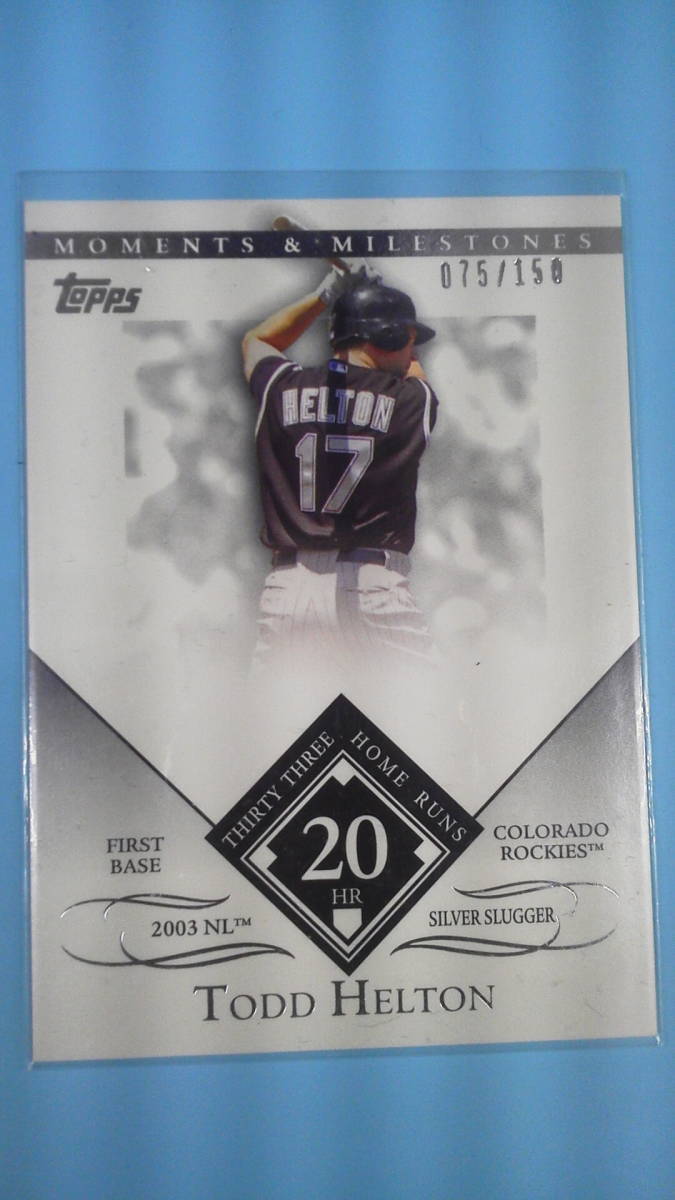 MOMENTS & MILESTONES
topps
075/150
HELTON
17
THIRTY THREE HOME RUNS
20
HR
FIRST
BASE
COLORADO
ROCKIES™
2003 NL™
SILVER SLUGGER
TODD HELTON